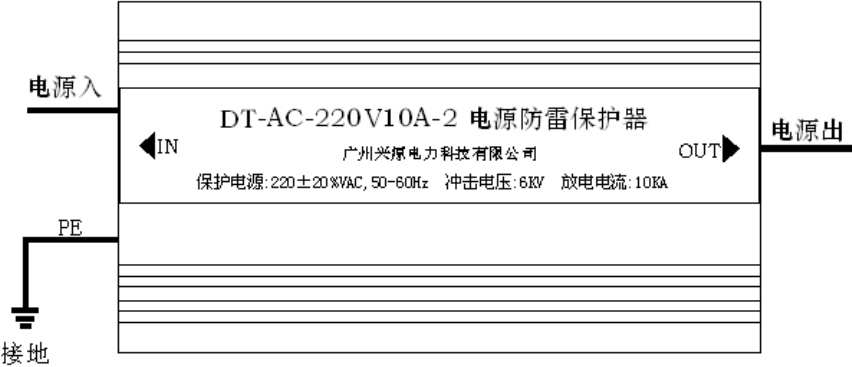 电源入
DT-AC-220V10A-2 电源防雷保护器
IN
广州兴原电力科技有限公司
OUT
电源出
保护电源:220±20%VAC,50-60Hz 冲击电压:6KV 放电电流:10KA
PE
接地